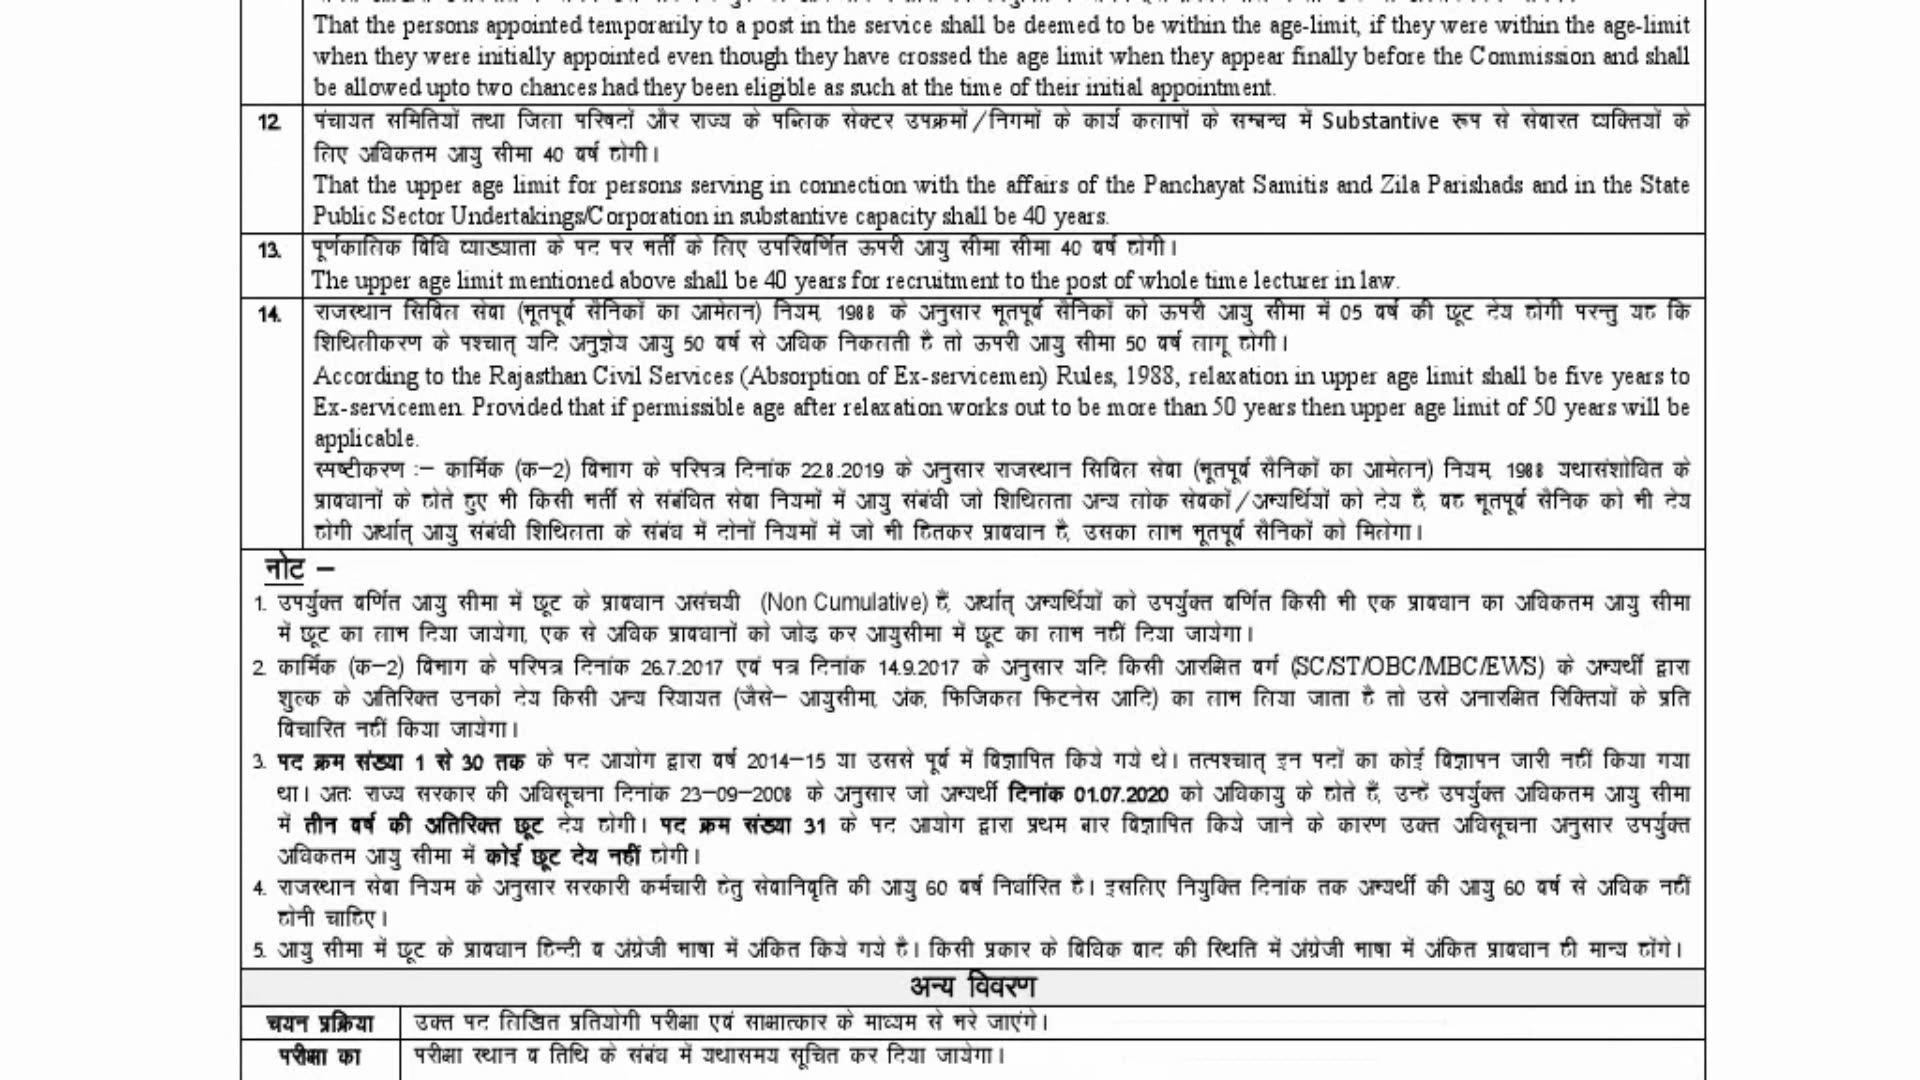 That the persons appointed temporarily to a post in the service shall be deemed to be within the age-limit, if they were within the age-limit
when they were initially appointed even though they have crossed the age limit when they appear finally before the Commission and shall
be allowed upto two chances had they been eligible as such at the time of their initial appointment.
12. पंचायत समितियों तथा जिला परिषदों और राज्य के पब्लिक सेक्टर उपक्रमों/निगमों के कार्य कलापों के सम्बन्ध में Substantive रूप से सेवारत व्यक्तियों के
लिए अधिकतम आयु सीमा 40 वर्ष होगी।
That the upper age limit for persons serving in connection with the affairs of the Panchayat Samitis and Zila Parishads and in the State
Public Sector Undertakings/Corporation in substantive capacity shall be 40 years.
13. पूर्णकालिक विधि व्याख्याता के पद पर भर्ती के लिए उपरिवर्णित ऊपरी आयु सीमा सीमा 40 वर्ष होगी।
The upper age limit mentioned above shall be 40 years for recruitment to the post of whole time lecturer in law.
14. राजस्थान सिविल सेवा (भूतपूर्व सैनिकों का आमेलन) नियम, 1988 के अनुसार भूतपूर्व सैनिकों को ऊपरी आयु सीमा में 05 वर्ष की छूट देय होगी परन्तु यह कि
शिथिलीकरण के पश्चात् यदि अनुज्ञेय आयु 50 वर्ष से अधिक निकलती है तो ऊपरी आयु सीमा 50 वर्ष लागू होगी।
According to the Rajasthan Civil Services (Absorption of Ex-servicemen) Rules, 1988, relaxation in upper age limit shall be five years to
Ex-servicemen. Provided that if permissible age after relaxation works out to be more than 50 years then upper age limit of 50 years will be
applicable.
स्पष्टीकरण :– कार्मिक (क–2) विभाग के परिपत्र दिनांक 22.8.2019 के अनुसार राजस्थान सिविल सेवा (भूतपूर्व सैनिकों का आमेलन) नियम, 1988 यथासंशोधित के
प्रावधानों के होते हुए भी किसी भर्ती से संबंधित सेवा नियमों में आयु संबंधी जो शिथिलता अन्य लोक सेवकों/अभ्यर्थियों को देय है, वह भूतपूर्व सैनिक को भी देय
होगी अर्थात् आयु संबंधी शिथिलता के संबंध में दोनों नियमों में जो भी हितकर प्रावधान है, उसका लाभ भूतपूर्व सैनिकों को मिलेगा।
नोट –
1. उपर्युक्त वर्णित आयु सीमा में छूट के प्रावधान असंचयी (Non Cumulative) हैं, अर्थात् अभ्यर्थियों को उपर्युक्त वर्णित किसी भी एक प्रावधान का अधिकतम आयु सीमा
में छूट का लाभ दिया जायेगा, एक से अधिक प्रावधानों को जोड़ कर आयुसीमा में छूट का लाभ नहीं दिया जायेगा।
2. कार्मिक (क–2) विभाग के परिपत्र दिनांक 26.7.2017 एवं पत्र दिनांक 14.9.2017 के अनुसार यदि किसी आरक्षित वर्ग (SC/ST/OBC/MBC/EWS) के अभ्यर्थी द्वारा
शुल्क के अतिरिक्त उनको देय किसी अन्य रियायत (जैसे– आयुसीमा, अंक, फिजिकल फिटनेस आदि) का लाभ लिया जाता है तो उसे अनारक्षित रिक्तियों के प्रति
विचारित नहीं किया जायेगा।
3. पद क्रम संख्या 1 से 30 तक के पद आयोग द्वारा वर्ष 2014–15 या उससे पूर्व में विज्ञापित किये गये थे। तत्पश्चात् इन पदों का कोई विज्ञापन जारी नहीं किया गया
था। अतः राज्य सरकार की अधिसूचना दिनांक 23–09–2008 के अनुसार जो अभ्यर्थी दिनांक 01.07.2020 को अधिकायु के होते हैं, उन्हें उपर्युक्त अधिकतम आयु सीमा
में तीन वर्ष की अतिरिक्त छूट देय होगी। पद क्रम संख्या 31 के पद आयोग द्वारा प्रथम बार विज्ञापित किये जाने के कारण उक्त अधिसूचना अनुसार उपर्युक्त
अधिकतम आयु सीमा में कोई छूट देय नहीं होगी।
4. राजस्थान सेवा नियम के अनुसार सरकारी कर्मचारी हेतु सेवानिवृति की आयु 60 वर्ष निर्धारित है। इसलिए नियुक्ति दिनांक तक अभ्यर्थी की आयु 60 वर्ष से अधिक नहीं
होनी चाहिए।
5. आयु सीमा में छूट के प्रावधान हिन्दी व अंग्रेजी भाषा में अंकित किये गये है। किसी प्रकार के विधिक वाद की स्थिति में अंग्रेजी भाषा में अंकित प्रावधान ही मान्य होंगे।
अन्य विवरण
चयन प्रक्रिया उक्त पद लिखित प्रतियोगी परीक्षा एवं साक्षात्कार के माध्यम से भरे जाएंगे।
परीक्षा का परीक्षा स्थान व तिथि के संबंध में यथासमय सूचित कर दिया जायेगा।